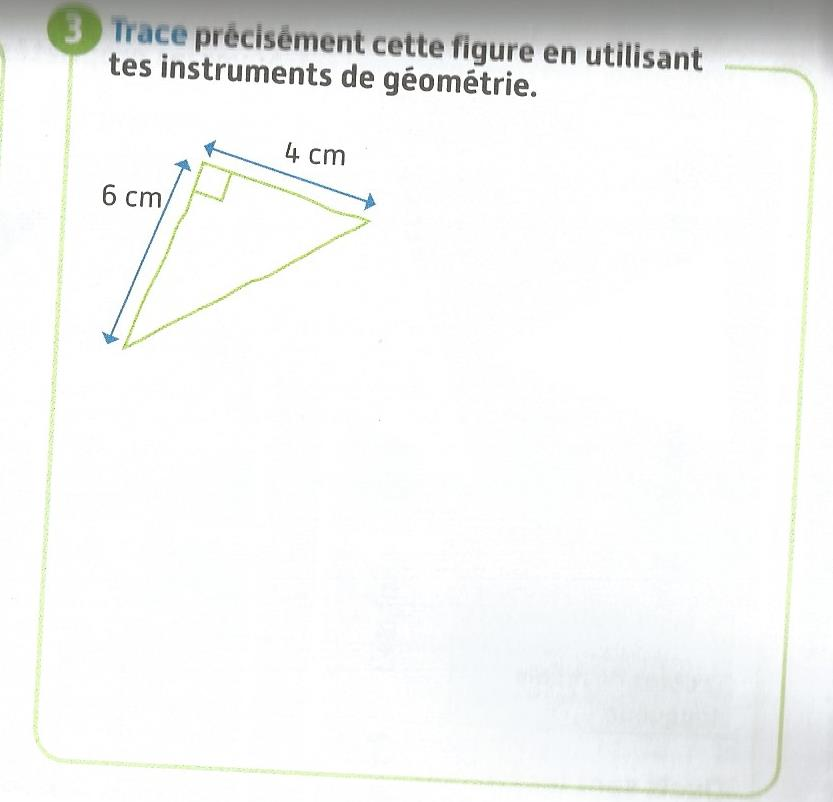 3 Trace précisément cette figure en utilisant
tes instruments de géométrie.
4 cm
6 cm